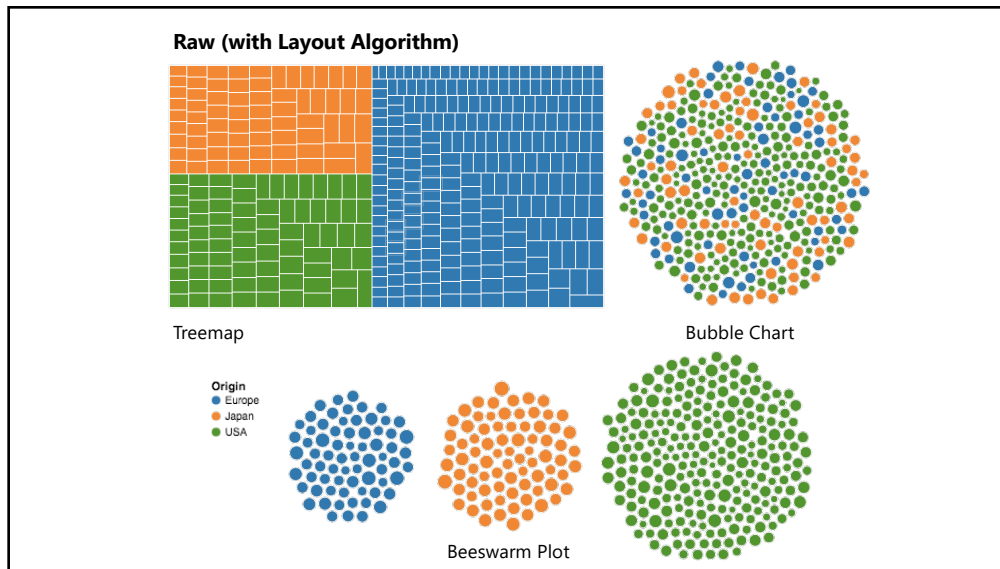 Raw (with Layout Algorithm)
Treemap
Bubble Chart
Origin
Europe
Japan
USA
Beeswarm Plot